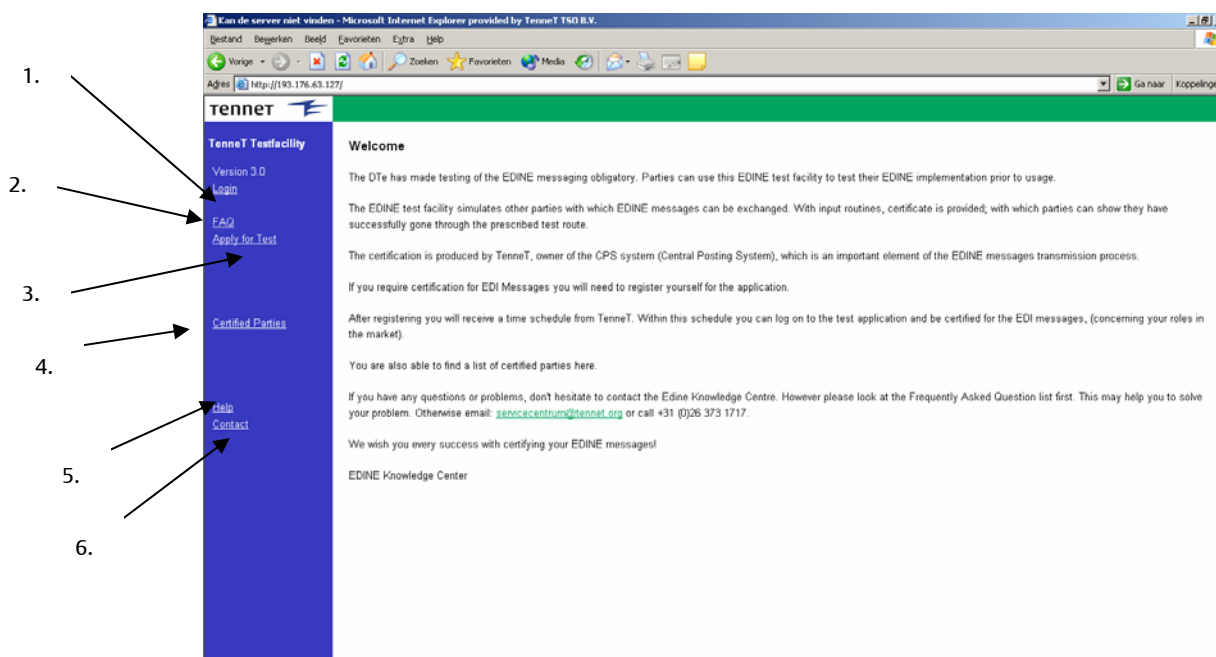 Kan de server niet vinden - Microsoft Internet Explorer provided by TenneT TSO B.V.
Bestand Bewerken Beeld Favorieten Extra Help
Vorige Zoeken Favorieten Media
Adres http://193.176.63.127/ Ga naar Koppelinge
TenneT
TenneT Testfacility
Version 3.0
Login
FAQ
Apply for Test
Certified Parties
Help
Contact
1.
2.
3.
4.
5.
6.
Welcome
The DTe has made testing of the EDINE messaging obligatory. Parties can use this EDINE test facility to test their EDINE implementation prior to usage.
The EDINE test facility simulates other parties with which EDINE messages can be exchanged. With input routines, certificate is provided; with which parties can show they have
successfully gone through the prescribed test route.
The certification is produced by TenneT, owner of the CPS system (Central Posting System), which is an important element of the EDINE messages transmission process.
If you require certification for EDI Messages you will need to register yourself for the application.
After registering you will receive a time schedule from TenneT. Within this schedule you can log on to the test application and be certified for the EDI messages, (concerning your roles in
the market).
You are also able to find a list of certified parties here.
If you have any questions or problems, don't hesitate to contact the Edine Knowledge Centre. However please look at the Frequently Asked Question list first. This may help you to solve
your problem. Otherwise email: servicecentrum@tennet.org or call +31 (0)26 373 1717.
We wish you every success with certifying your EDINE messages!
EDINE Knowledge Center